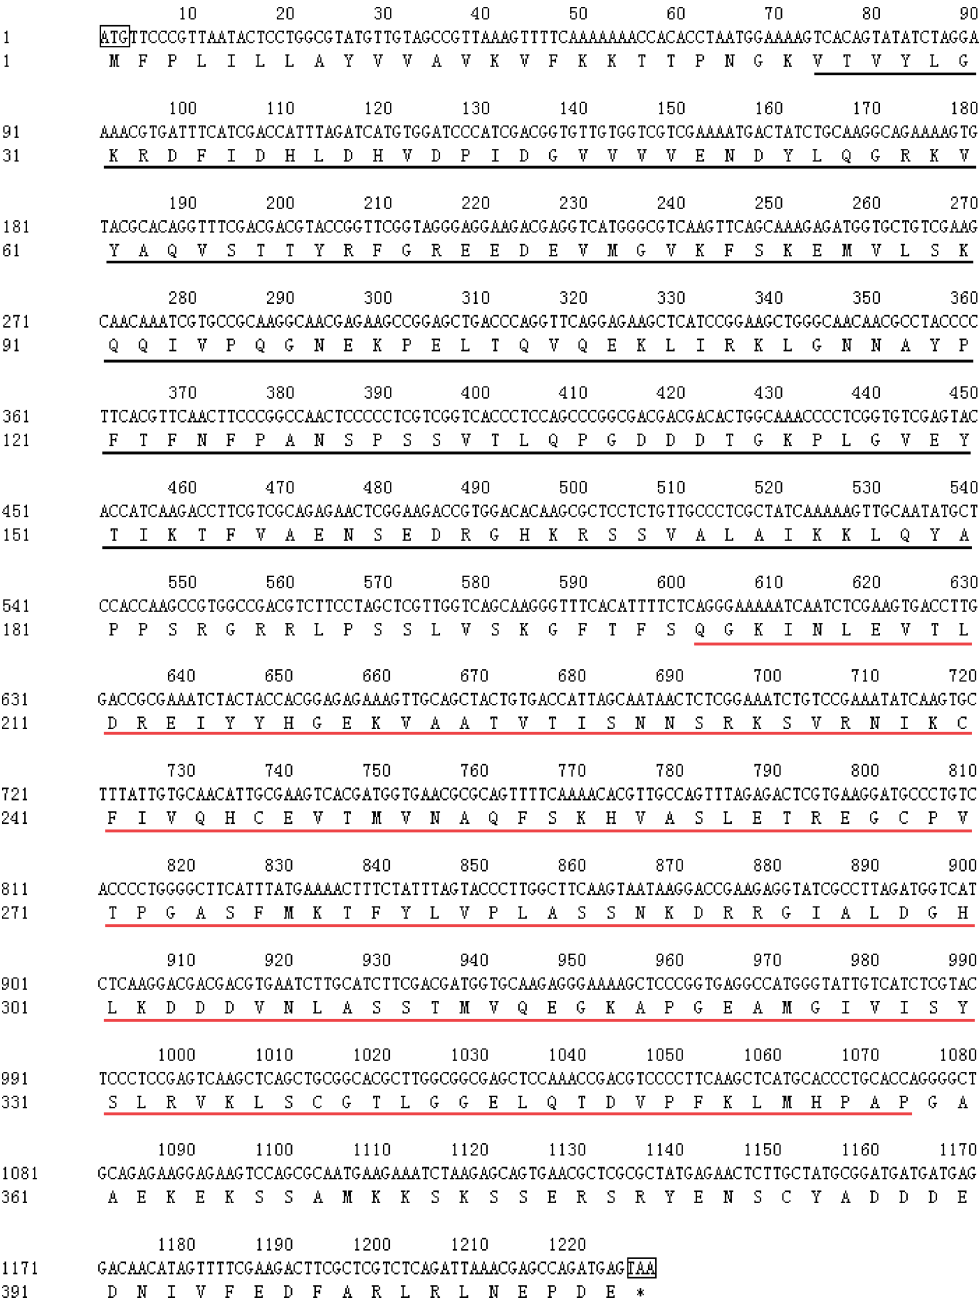 10 20 30 40 50 60 70 80 90
1 ATGTTCCCGTTAATACTCCTGGCGTATGTTGTAGCCGTTAAAGTTTTCAAAAAAACCACACCTAATGGAAAAGTCACAGTATATCTAGGA
1 M F P L I L L A Y V V A V K V F K K T T P N G K V T V Y L G
100 110 120 130 140 150 160 170 180
91 AAACGTGATTTCATCGACCATTTAGATCATGTGGATCCCATCGACGGTGTTGTGGTCGTCGAAAATGACTATCTGCAAGGCAGAAAAGTG
31 K R D F I D H L D H V D P I D G V V V V E N D Y L Q G R K V
190 200 210 220 230 240 250 260 270
181 TACGCACAGGTTTCGACGACGTACCGGTTCGGTAGGGAGGAAGACGAGGTCATGGGCGTCAAGTTCAGCAAAGAGATGGTGCTGTCGAAG
61 Y A Q V S T T Y R F G R E E D E V M G V K F S K E M V L S K
280 290 300 310 320 330 340 350 360
271 CAACAAATCGTGCCGCAAGGCAACGAGAAGCCGGAGCTGACCCAGGTTCAGGAGAAGCTCATCCGGAAGCTGGGCAACAACGCCTACCCC
91 Q Q I V P Q G N E K P E L T Q V Q E K L I R K L G N N A Y P
370 380 390 400 410 420 430 440 450
361 TTCACGTTCAACTTCCCGGCCAACTCCCCCTCGTCGGTCACCCTCCAGCCCGGCGACGACGACACTGGCAAACCCCTCGGTGTCGAGTAC
121 F T F N F P A N S P S S V T L Q P G D D D T G K P L G V E Y
460 470 480 490 500 510 520 530 540
451 ACCATCAAGACCTTCGTCGCAGAGAACTCGGAAGACCGTGGACACAAGCGCTCCTCTGTTGCCCTCGCTATCAAAAAGTTGCAATATGCT
151 T I K T F V A E N S E D R G H K R S S V A L A I K K L Q Y A
550 560 570 580 590 600 610 620 630
541 CCACCAAGCCGTGGCCGACGTCTTCCTAGCTCGTTGGTCAGCAAGGGTTTCACATTTTCTCAGGGAAAAATCAATCTCGAAGTGACCTTG
181 P P S R G R R L P S S L V S K G F T F S Q G K I N L E V T L
640 650 660 670 680 690 700 710 720
631 GACCGCGAAATCTACTACCACGGAGAGAAAGTTGCAGCTACTGTGACCATTAGCAATAACTCTCGGAAATCTGTCCGAAATATCAAGTGC
211 D R E I Y Y H G E K V A A T V T I S N N S R K S V R N I K C
730 740 750 760 770 780 790 800 810
721 TTTATTGTGCAACATTGCGAAGTCACGATGGTGAACGCGCAGTTTTCAAAACACGTTGCCAGTTTAGAGACTCGTGAAGGATGCCCTGTC
241 F I V Q H C E V T M V N A Q F S K H V A S L E T R E G C P V
820 830 840 850 860 870 880 890 900
811 ACCCCTGGGGCTTCATTTATGAAAACTTTCTATTTAGTACCCTTGGCTTCAAGTAATAAGGACCGAAGAGGTATCGCCTTAGATGGTCAT
271 T P G A S F M K T F Y L V P L A S S N K D R R G I A L D G H
910 920 930 940 950 960 970 980 990
901 CTCAAGGACGACGACGTGAATCTTGCATCTTCGACGATGGTGCAAGAGGGAAAAGCTCCCGGTGAGGCCATGGGTATTGTCATCTCGTAC
301 L K D D D V N L A S S T M V Q E G K A P G E A M G I V I S Y
1000 1010 1020 1030 1040 1050 1060 1070 1080
991 TCCCTCCGAGTCAAGCTCAGCTGCGGCACGCTTGGCGGCGAGCTCCAAACCGACGTCCCCTTCAAGCTCATGCACCCTGCACCAGGGGCT
331 S L R V K L S C G T L G G E L Q T D V P F K L M H P A P G A
1090 1100 1110 1120 1130 1140 1150 1160 1170
1081 GCAGAGAAGGAGAAGTCCAGCGCAATGAAGAAATCTAAGAGCAGTGAACGCTCGCGCTATGAGAACTCTTGCTATGCGGATGATGATGAG
361 A E K E K S S A M K K S K S S E R S R Y E N S C Y A D D D E
1180 1190 1200 1210 1220
1171 GACAACATAGTTTTCGAAGACTTCGCTCGTCTCAGATTAAACGAGCCAGATGAGTAA
391 D N I V F E D F A R L R L N E P D E *